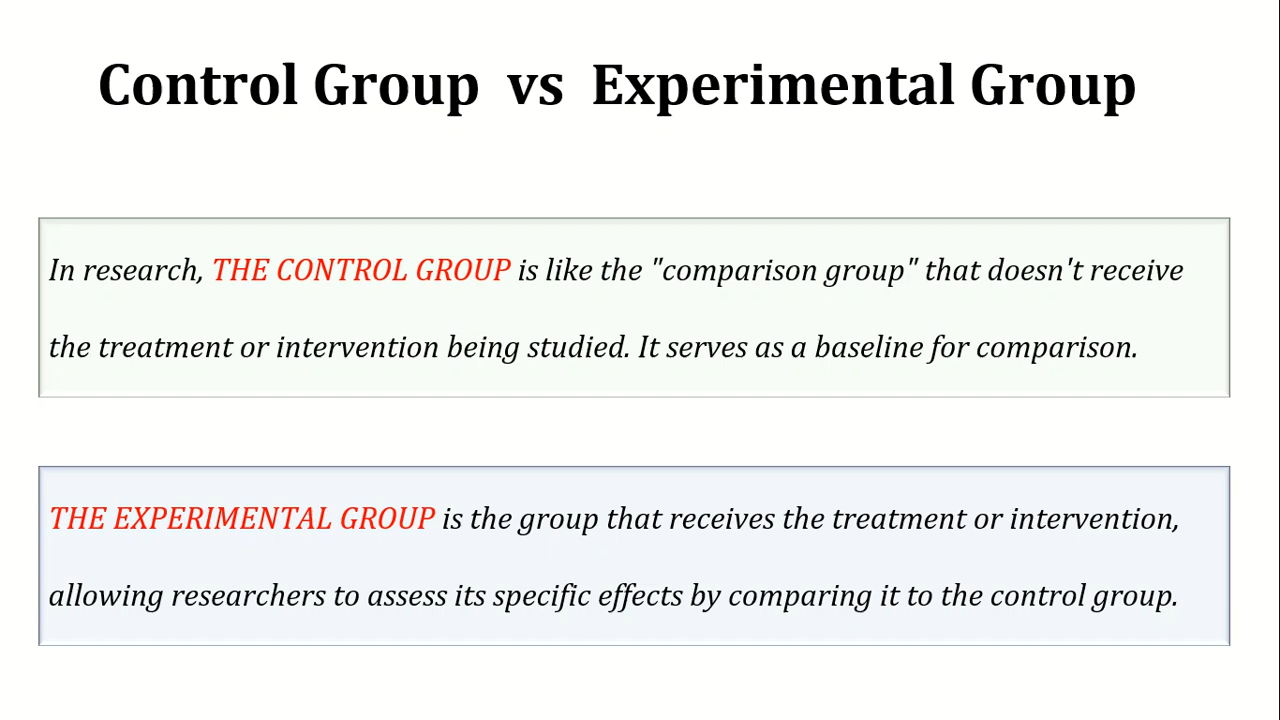 Control Group vs Experimental Group
In research, THE CONTROL GROUP is like the "comparison group" that doesn't receive
the treatment or intervention being studied. It serves as a baseline for comparison.
THE EXPERIMENTAL GROUP is the group that receives the treatment or intervention,
allowing researchers to assess its specific effects by comparing it to the control group.